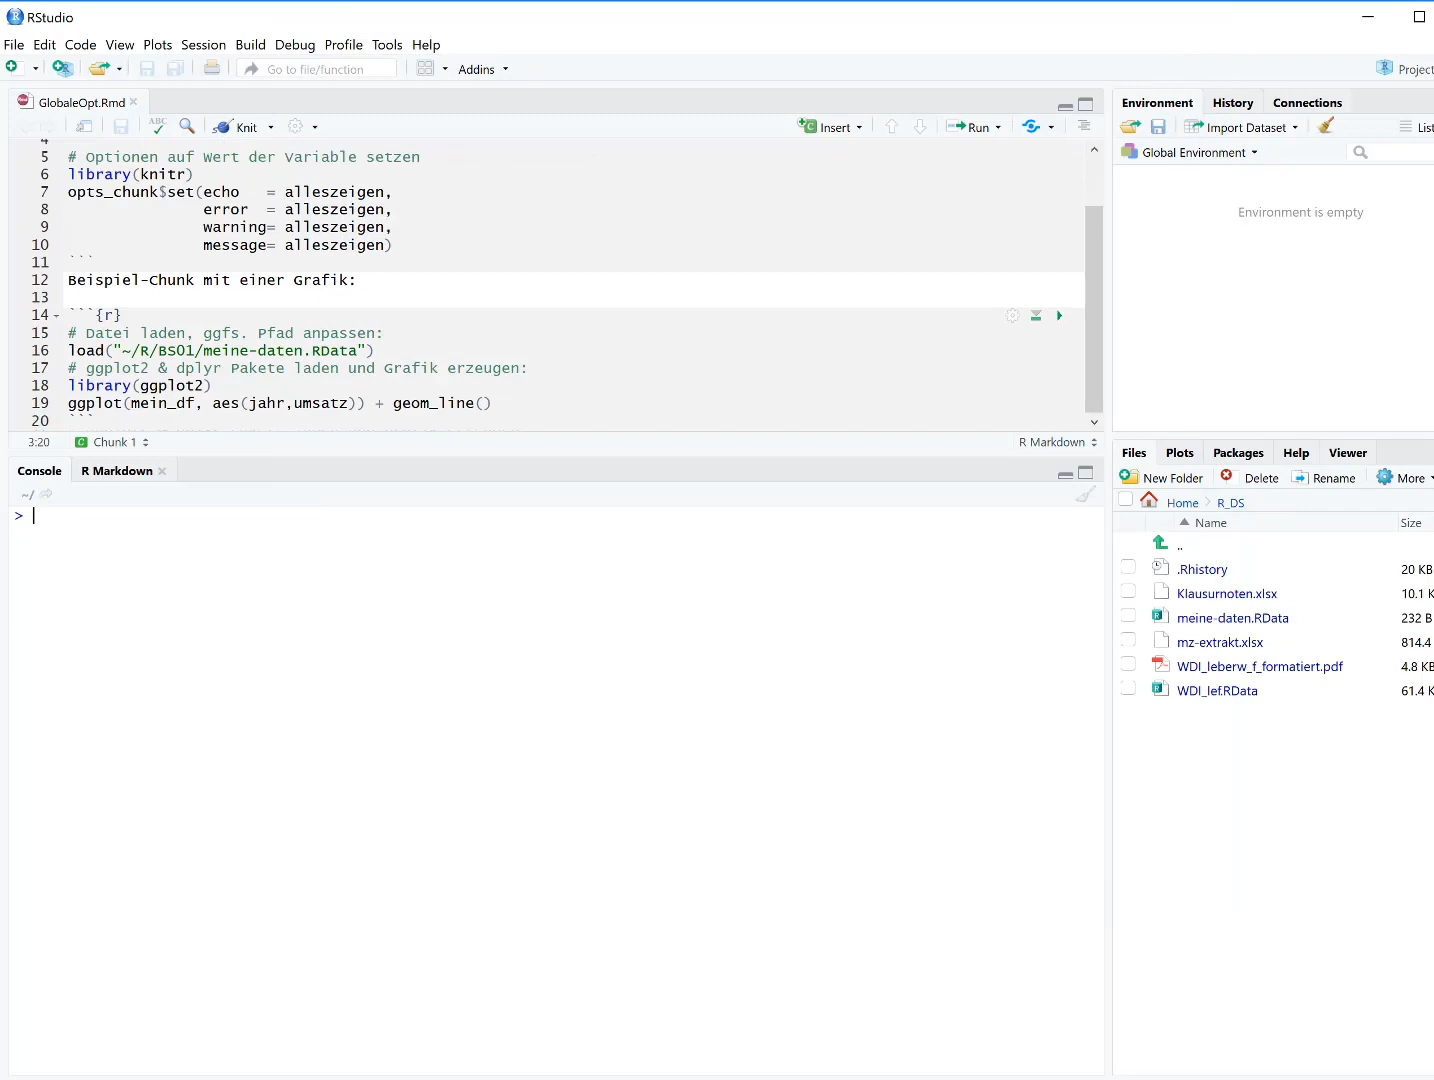 RStudio
File Edit Code View Plots Session Build Debug Profile Tools Help
Go to file/function Addins Project
GlobaleOpt.Rmd
ABC Knit Insert Run
4
5 # Optionen auf Wert der Variable setzen
6 library(knitr)
7 opts_chunk$set(echo = alleszeigen,
8 error = alleszeigen,
9 warning= alleszeigen,
10 message= alleszeigen)
11 ```
12 Beispiel-Chunk mit einer Grafik:
13
14 ```{r}
15 # Datei laden, ggfs. Pfad anpassen:
16 load("~/R/BS01/meine-daten.RData")
17 # ggplot2 & dplyr Pakete laden und Grafik erzeugen:
18 library(ggplot2)
19 ggplot(mein_df, aes(jahr,umsatz)) + geom_line()
20 ```
3:20 Chunk 1 R Markdown
Console R Markdown
~/
>
Environment History Connections
Import Dataset List
Global Environment
Environment is empty
Files Plots Packages Help Viewer
New Folder Delete Rename More
Home R_DS
Name Size
..
.Rhistory 20 KB
Klausurnoten.xlsx 10.1 K
meine-daten.RData 232 B
mz-extrakt.xlsx 814.4
WDI_leberw_f_formatiert.pdf 4.8 KB
WDI_lef.RData 61.4 K